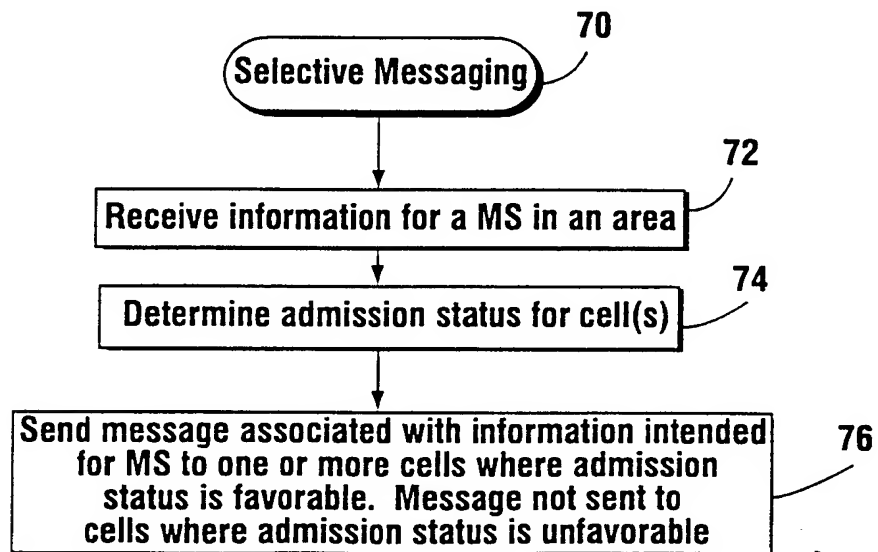 70
Selective Messaging
72
Receive information for a MS in an area
74
Determine admission status for cell(s)
76
Send message associated with information intended
for MS to one or more cells where admission
status is favorable. Message not sent to
cells where admission status is unfavorable